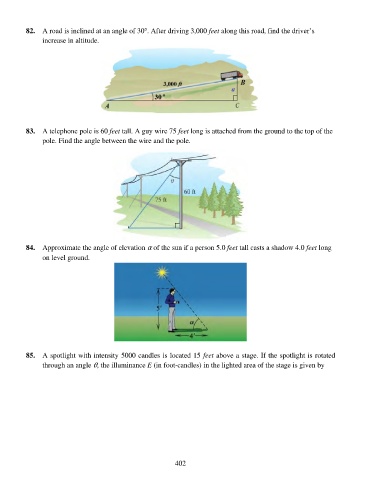 82. A road is inclined at an angle of 30°. After driving 3,000 feet along this road, find the driver's
increase in altitude.
3,000 ft
B
a
30°
A
C
83. A telephone pole is 60 feet tall. A guy wire 75 feet long is attached from the ground to the top of the
pole. Find the angle between the wire and the pole.
θ
60 ft
75 ft
84. Approximate the angle of elevation α of the sun if a person 5.0 feet tall casts a shadow 4.0 feet long
on level ground.
5'
α
4'
85. A spotlight with intensity 5000 candles is located 15 feet above a stage. If the spotlight is rotated
through an angle θ, the illuminance E (in foot-candles) in the lighted area of the stage is given by
402